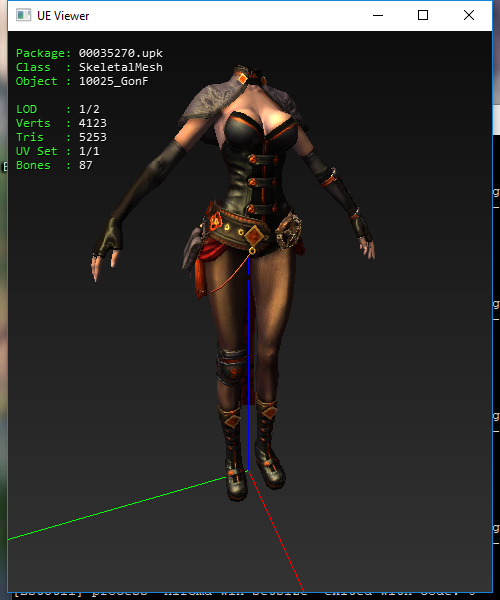 UE Viewer
Package: 00035270.upk
Class : SkeletalMesh
Object : 10025_GonF
LOD : 1/2
Verts : 4123
Tris : 5253
UV Set : 1/1
Bones : 87